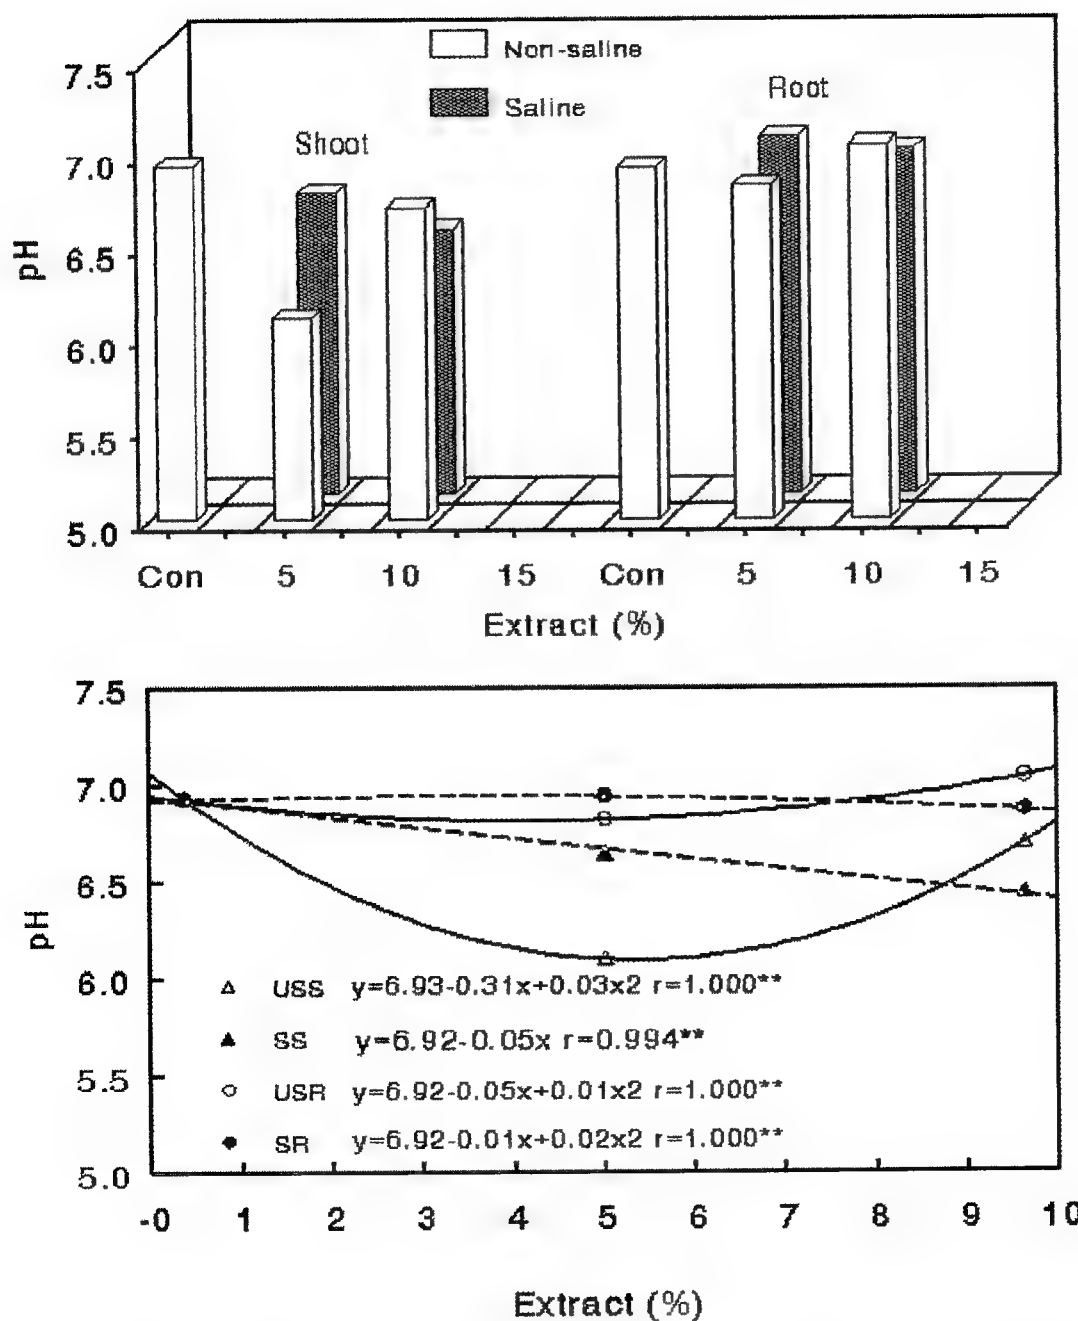 Non-saline
Saline
Shoot
Root
7.5
7.0
6.5
6.0
5.5
5.0
pH
Con 5 10 15 Con 5 10 15
Extract (%)
7.5
7.0
6.5
6.0
5.5
5.0
pH
USS y=6.93-0.31x+0.03x2 r=1.000**
SS y=6.92-0.05x r=0.994**
USR y=6.92-0.05x+0.01x2 r=1.000**
SR y=6.92-0.01x+0.02x2 r=1.000**
-0 1 2 3 4 5 6 7 8 9 10
Extract (%)